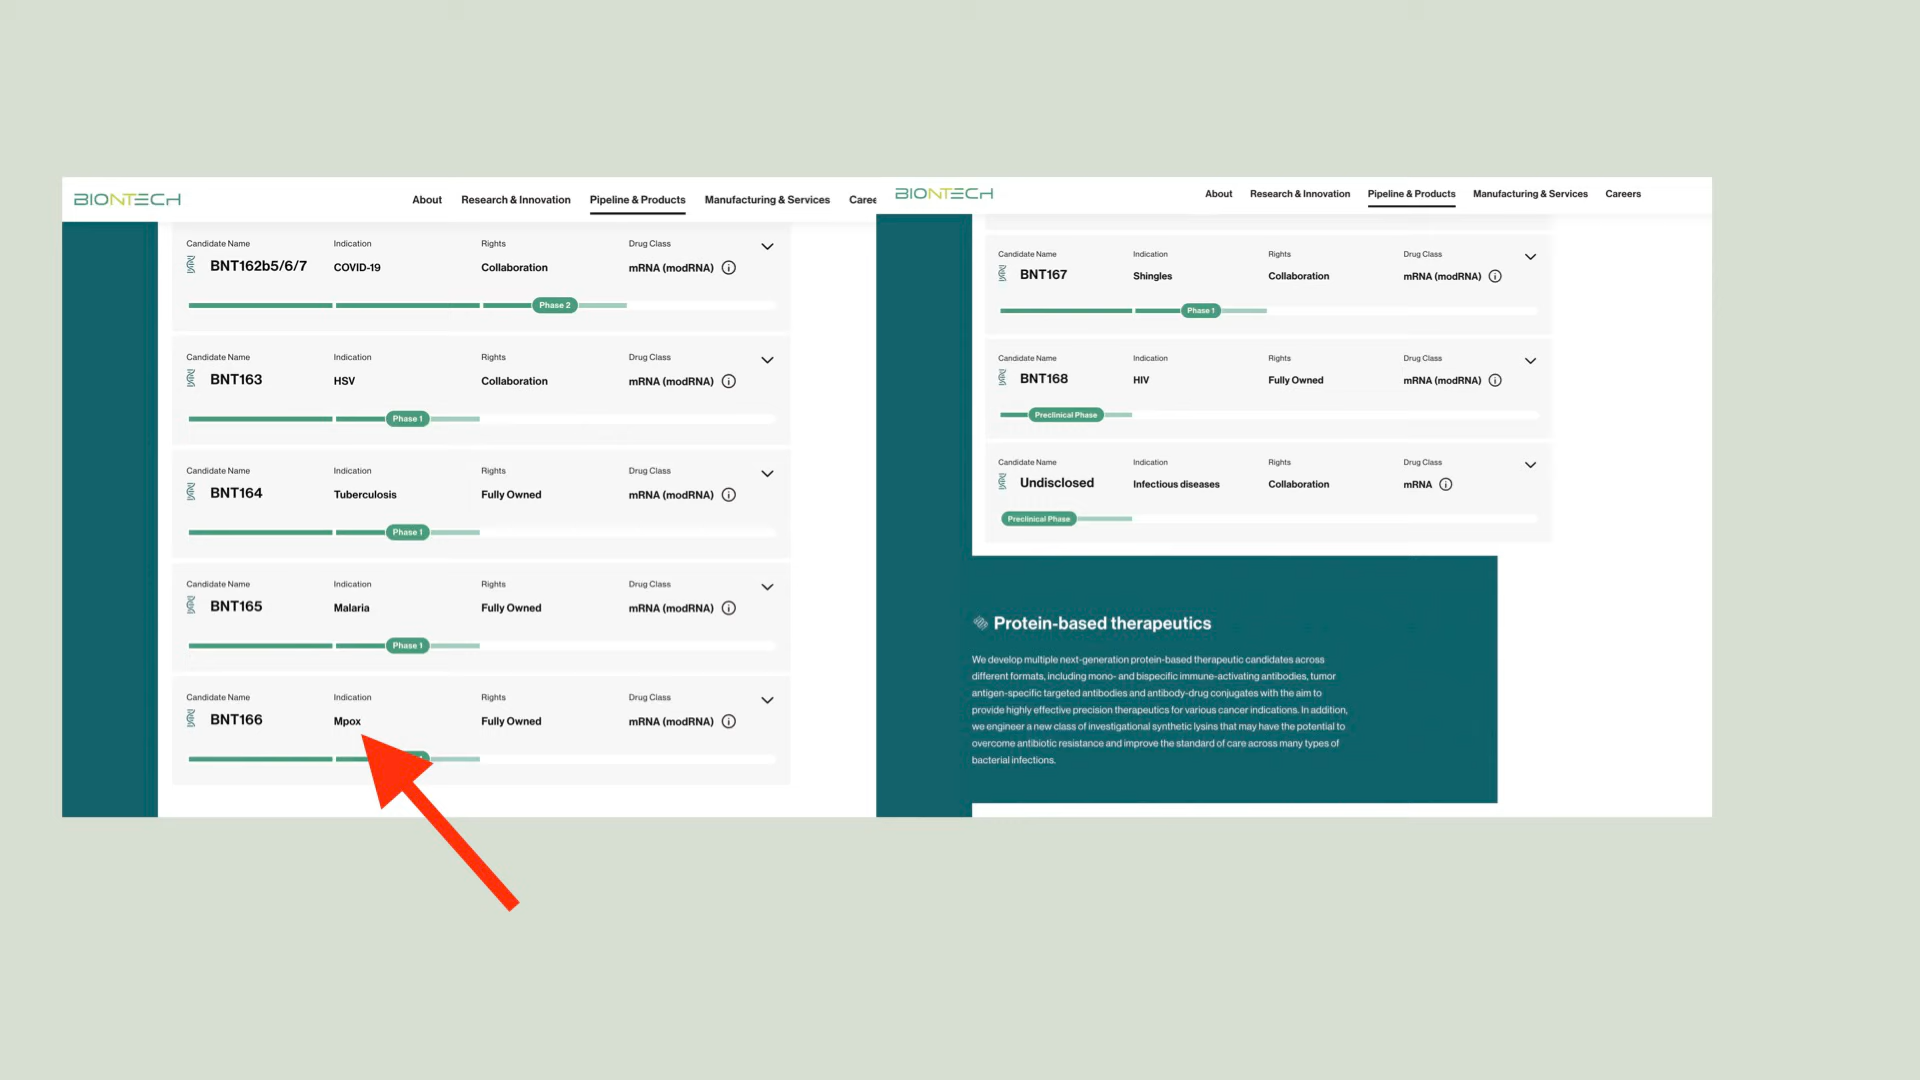 BIONTECH
About Research & Innovation Pipeline & Products Manufacturing & Services Caree
Candidate Name Indication Rights Drug Class
BNT162b5/6/7 COVID-19 Collaboration mRNA (modRNA)
Phase 2
Candidate Name Indication Rights Drug Class
BNT163 HSV Collaboration mRNA (modRNA)
Phase 1
Candidate Name Indication Rights Drug Class
BNT164 Tuberculosis Fully Owned mRNA (modRNA)
Phase 1
Candidate Name Indication Rights Drug Class
BNT165 Malaria Fully Owned mRNA (modRNA)
Phase 1
Candidate Name Indication Rights Drug Class
BNT166 Mpox Fully Owned mRNA (modRNA)
BIONTECH
About Research & Innovation Pipeline & Products Manufacturing & Services Careers
Candidate Name Indication Rights Drug Class
BNT167 Shingles Collaboration mRNA (modRNA)
Phase 1
Candidate Name Indication Rights Drug Class
BNT168 HIV Fully Owned mRNA (modRNA)
Preclinical Phase
Candidate Name Indication Rights Drug Class
Undisclosed Infectious diseases Collaboration mRNA
Preclinical Phase
Protein-based therapeutics
We develop multiple next-generation protein-based therapeutic candidates across
different formats, including mono- and bispecific immune-activating antibodies, tumor
antigen-specific targeted antibodies and antibody-drug conjugates with the aim to
provide highly effective precision therapeutics for various cancer indications. In addition,
we engineer a new class of investigational synthetic lysins that may have the potential to
overcome antibiotic resistance and improve the standard of care across many types of
bacterial infections.